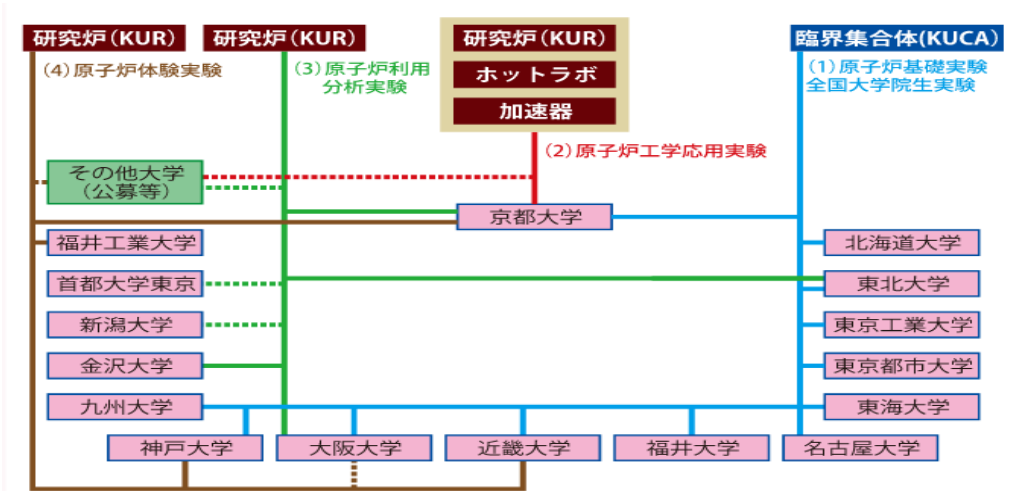 研究炉(KUR)
研究炉(KUR)
研究炉(KUR)
臨界集合体(KUCA)
(4)原子炉体験実験
(3)原子炉利用
分析実験
ホットラボ
加速器
(1)原子炉基礎実験
全国大学院生実験
(2)原子炉工学応用実験
その他大学
(公募等)
京都大学
福井工業大学
北海道大学
首都大学東京
東北大学
新潟大学
東京工業大学
金沢大学
東京都市大学
九州大学
東海大学
神戸大学
大阪大学
近畿大学
福井大学
名古屋大学